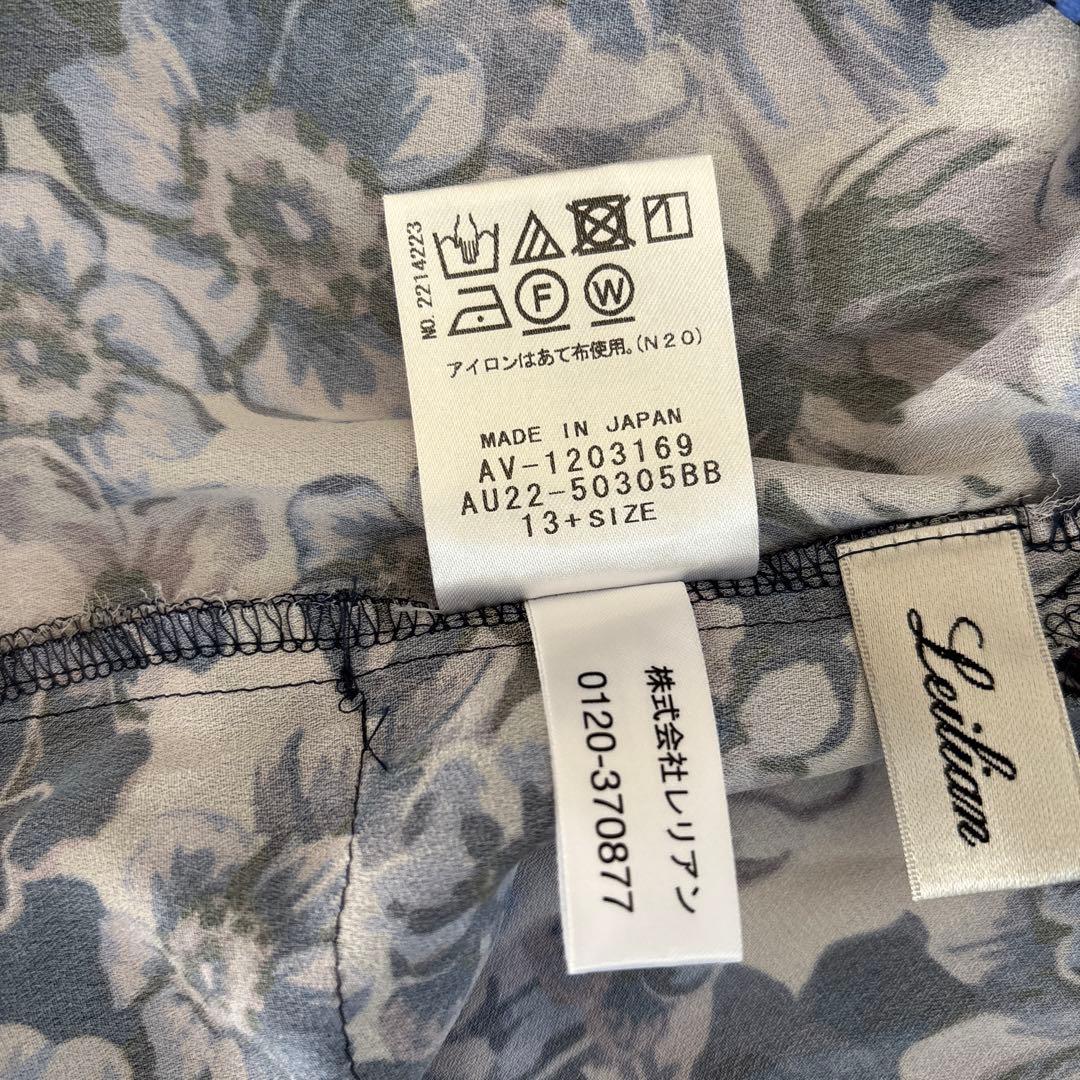 NO. 2214223
F W
アイロンはあて布使用。(N20)
MADE IN JAPAN
AV-1203169
AU22-50305BB
13+SIZE
株式会社レリアン
0120-370877
Leilian